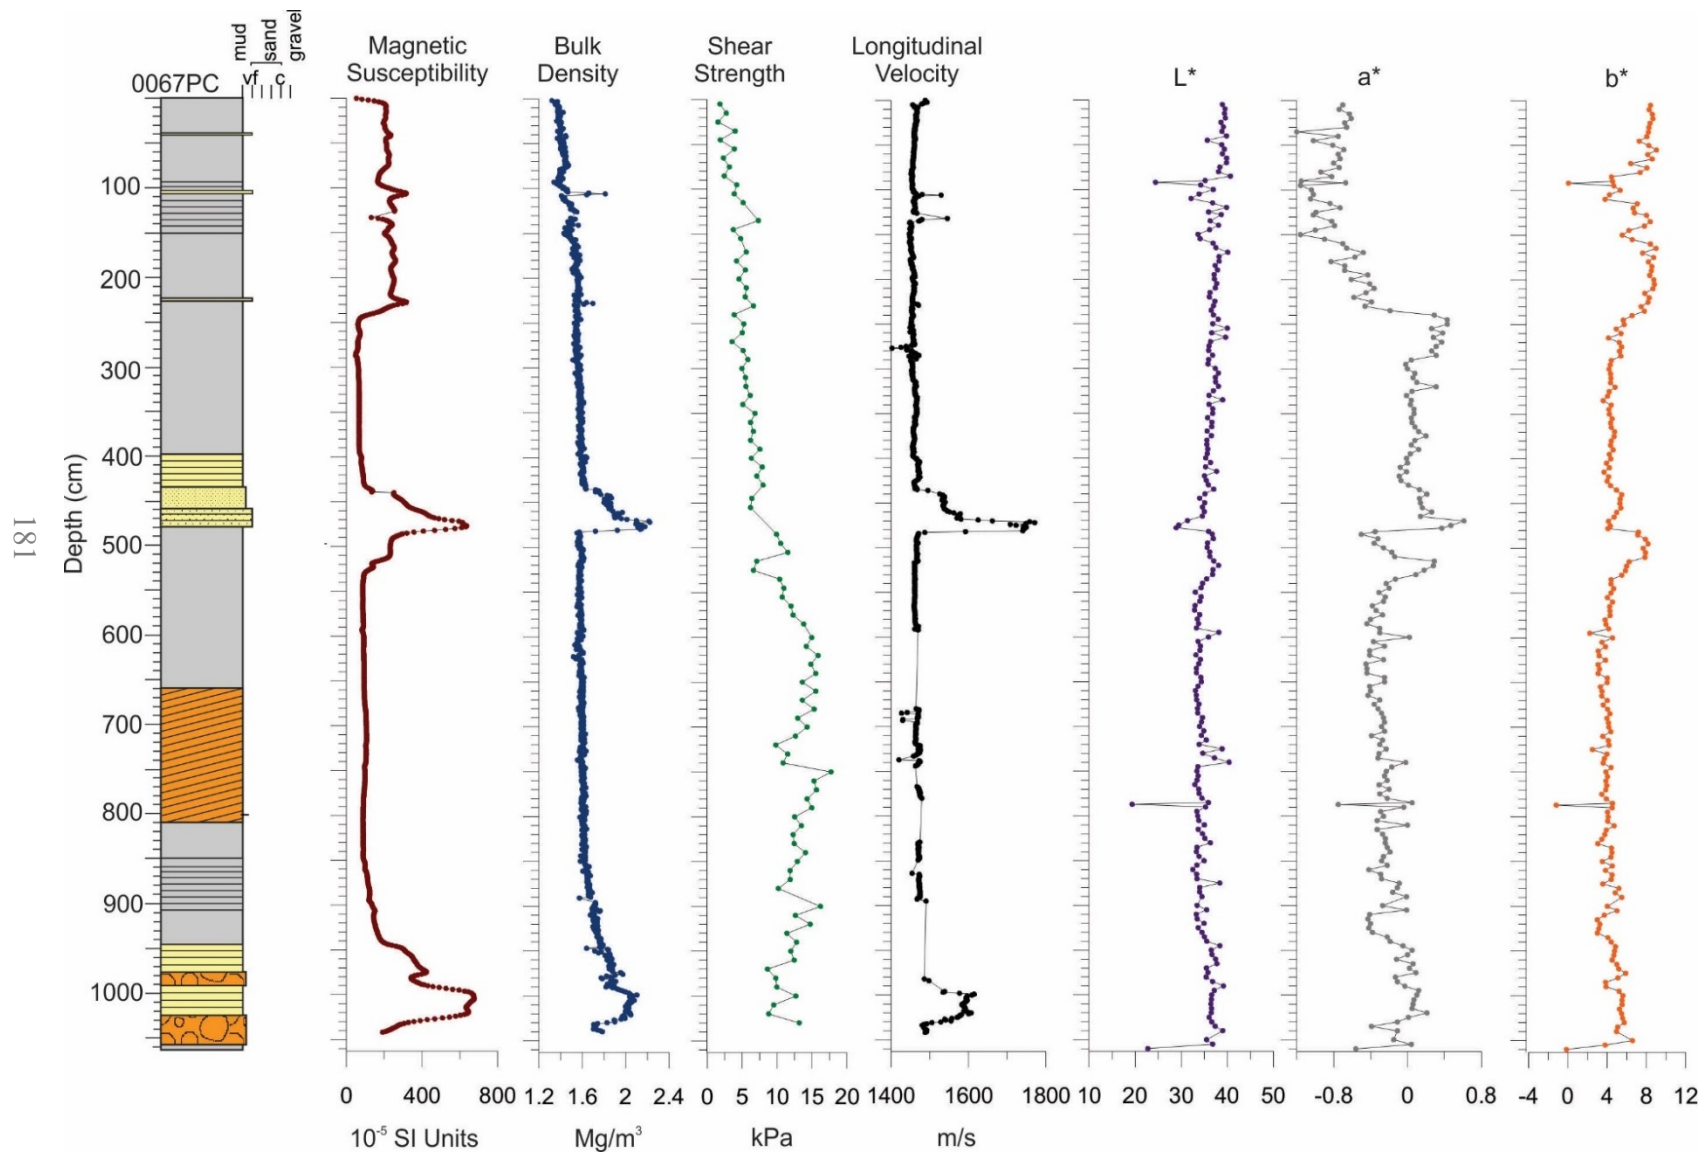 mud
sand
gravel
vf
c
0067PC
Magnetic
Susceptibility
Bulk
Density
Shear
Strength
Longitudinal
Velocity
L*
a*
b*
Depth (cm)
100
200
300
400
500
600
700
800
900
1000
181
0 400 800
1.2 1.6 2 2.4
0 5 10 15 20
1400 1600 1800
10 20 30 40 50
-0.8 0 0.8
-4 0 4 8 12
10-5 SI Units
Mg/m3
kPa
m/s